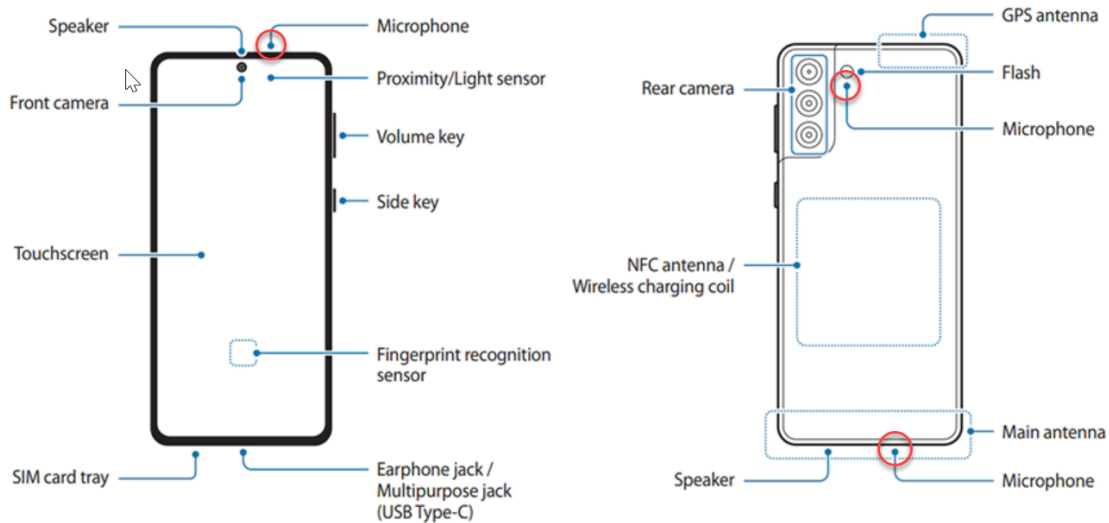 Speaker
Microphone
Proximity/Light sensor
Front camera
Volume key
Side key
Touchscreen
Fingerprint recognition
sensor
SIM card tray
Earphone jack /
Multipurpose jack
(USB Type-C)
GPS antenna
Flash
Rear camera
Microphone
NFC antenna /
Wireless charging coil
Main antenna
Speaker
Microphone